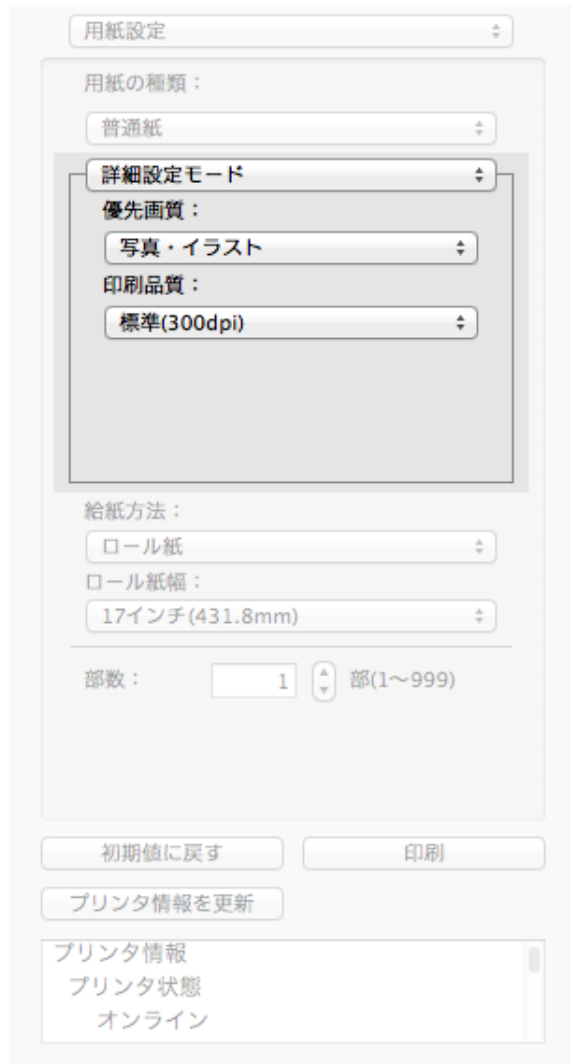 用紙設定
用紙の種類：
普通紙
詳細設定モード
優先画質：
写真・イラスト
印刷品質：
標準(300dpi)
給紙方法：
ロール紙
ロール紙幅：
17インチ(431.8mm)
部数： 1 部(1～999)
初期値に戻す 印刷
プリンタ情報を更新
プリンタ情報
プリンタ状態
オンライン